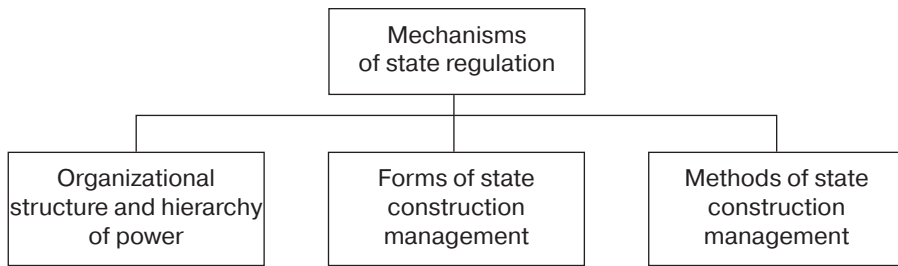 Mechanisms
of state regulation
Organizational
structure and hierarchy
of power
Forms of state
construction
management
Methods of state
construction
management